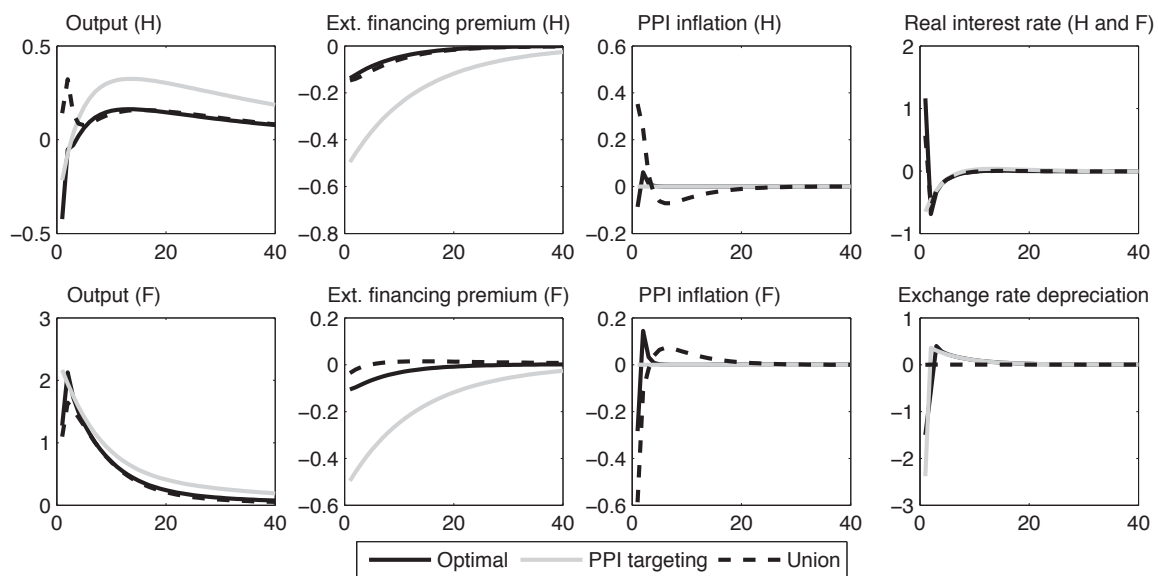 Output (H)
Ext. financing premium (H)
PPI inflation (H)
Real interest rate (H and F)
0.5
0
−0.5
0 20 40
0
−0.2
−0.4
−0.6
−0.8
0 20 40
0.6
0.4
0.2
0
−0.2
0 20 40
2
1
0
−1
0 20 40
Output (F)
Ext. financing premium (F)
PPI inflation (F)
Exchange rate depreciation
3
2
1
0
0 20 40
0.2
0
−0.2
−0.4
−0.6
0 20 40
0.2
0
−0.2
−0.4
−0.6
0 20 40
1
0
−1
−2
−3
0 20 40
Optimal PPI targeting Union